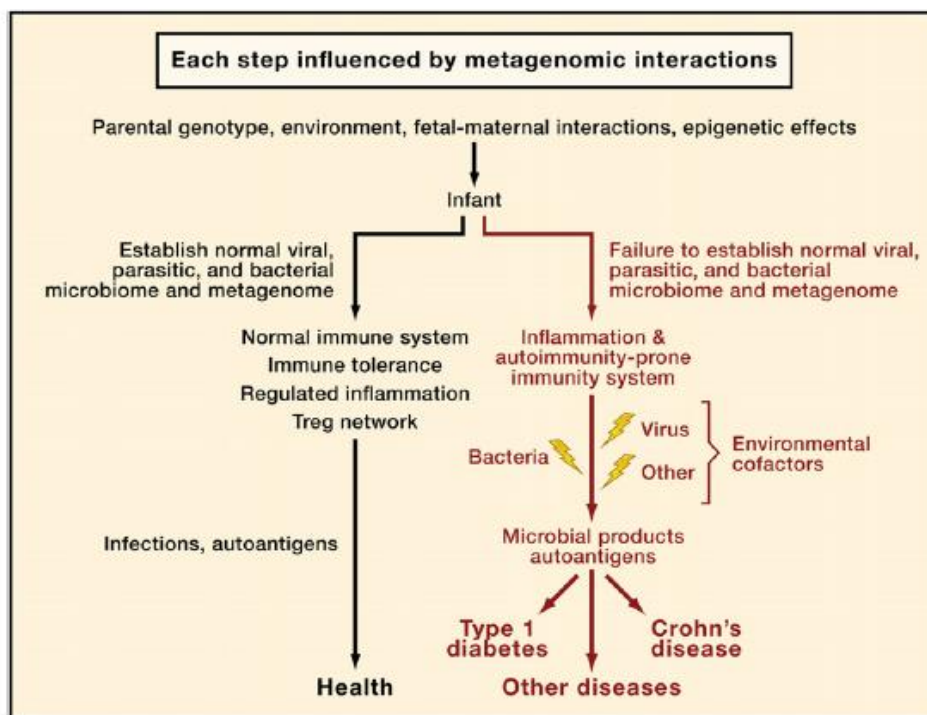 Each step influenced by metagenomic interactions
Parental genotype, environment, fetal-maternal interactions, epigenetic effects
Infant
Establish normal viral,
parasitic, and bacterial
microbiome and metagenome
Failure to establish normal viral,
parasitic, and bacterial
microbiome and metagenome
Normal immune system
Immune tolerance
Regulated inflammation
Treg network
Inflammation &
autoimmunity-prone
immunity system
Bacteria
Virus
Other
Environmental
cofactors
Infections, autoantigens
Microbial products
autoantigens
Type 1
diabetes
Crohn's
disease
Health
Other diseases